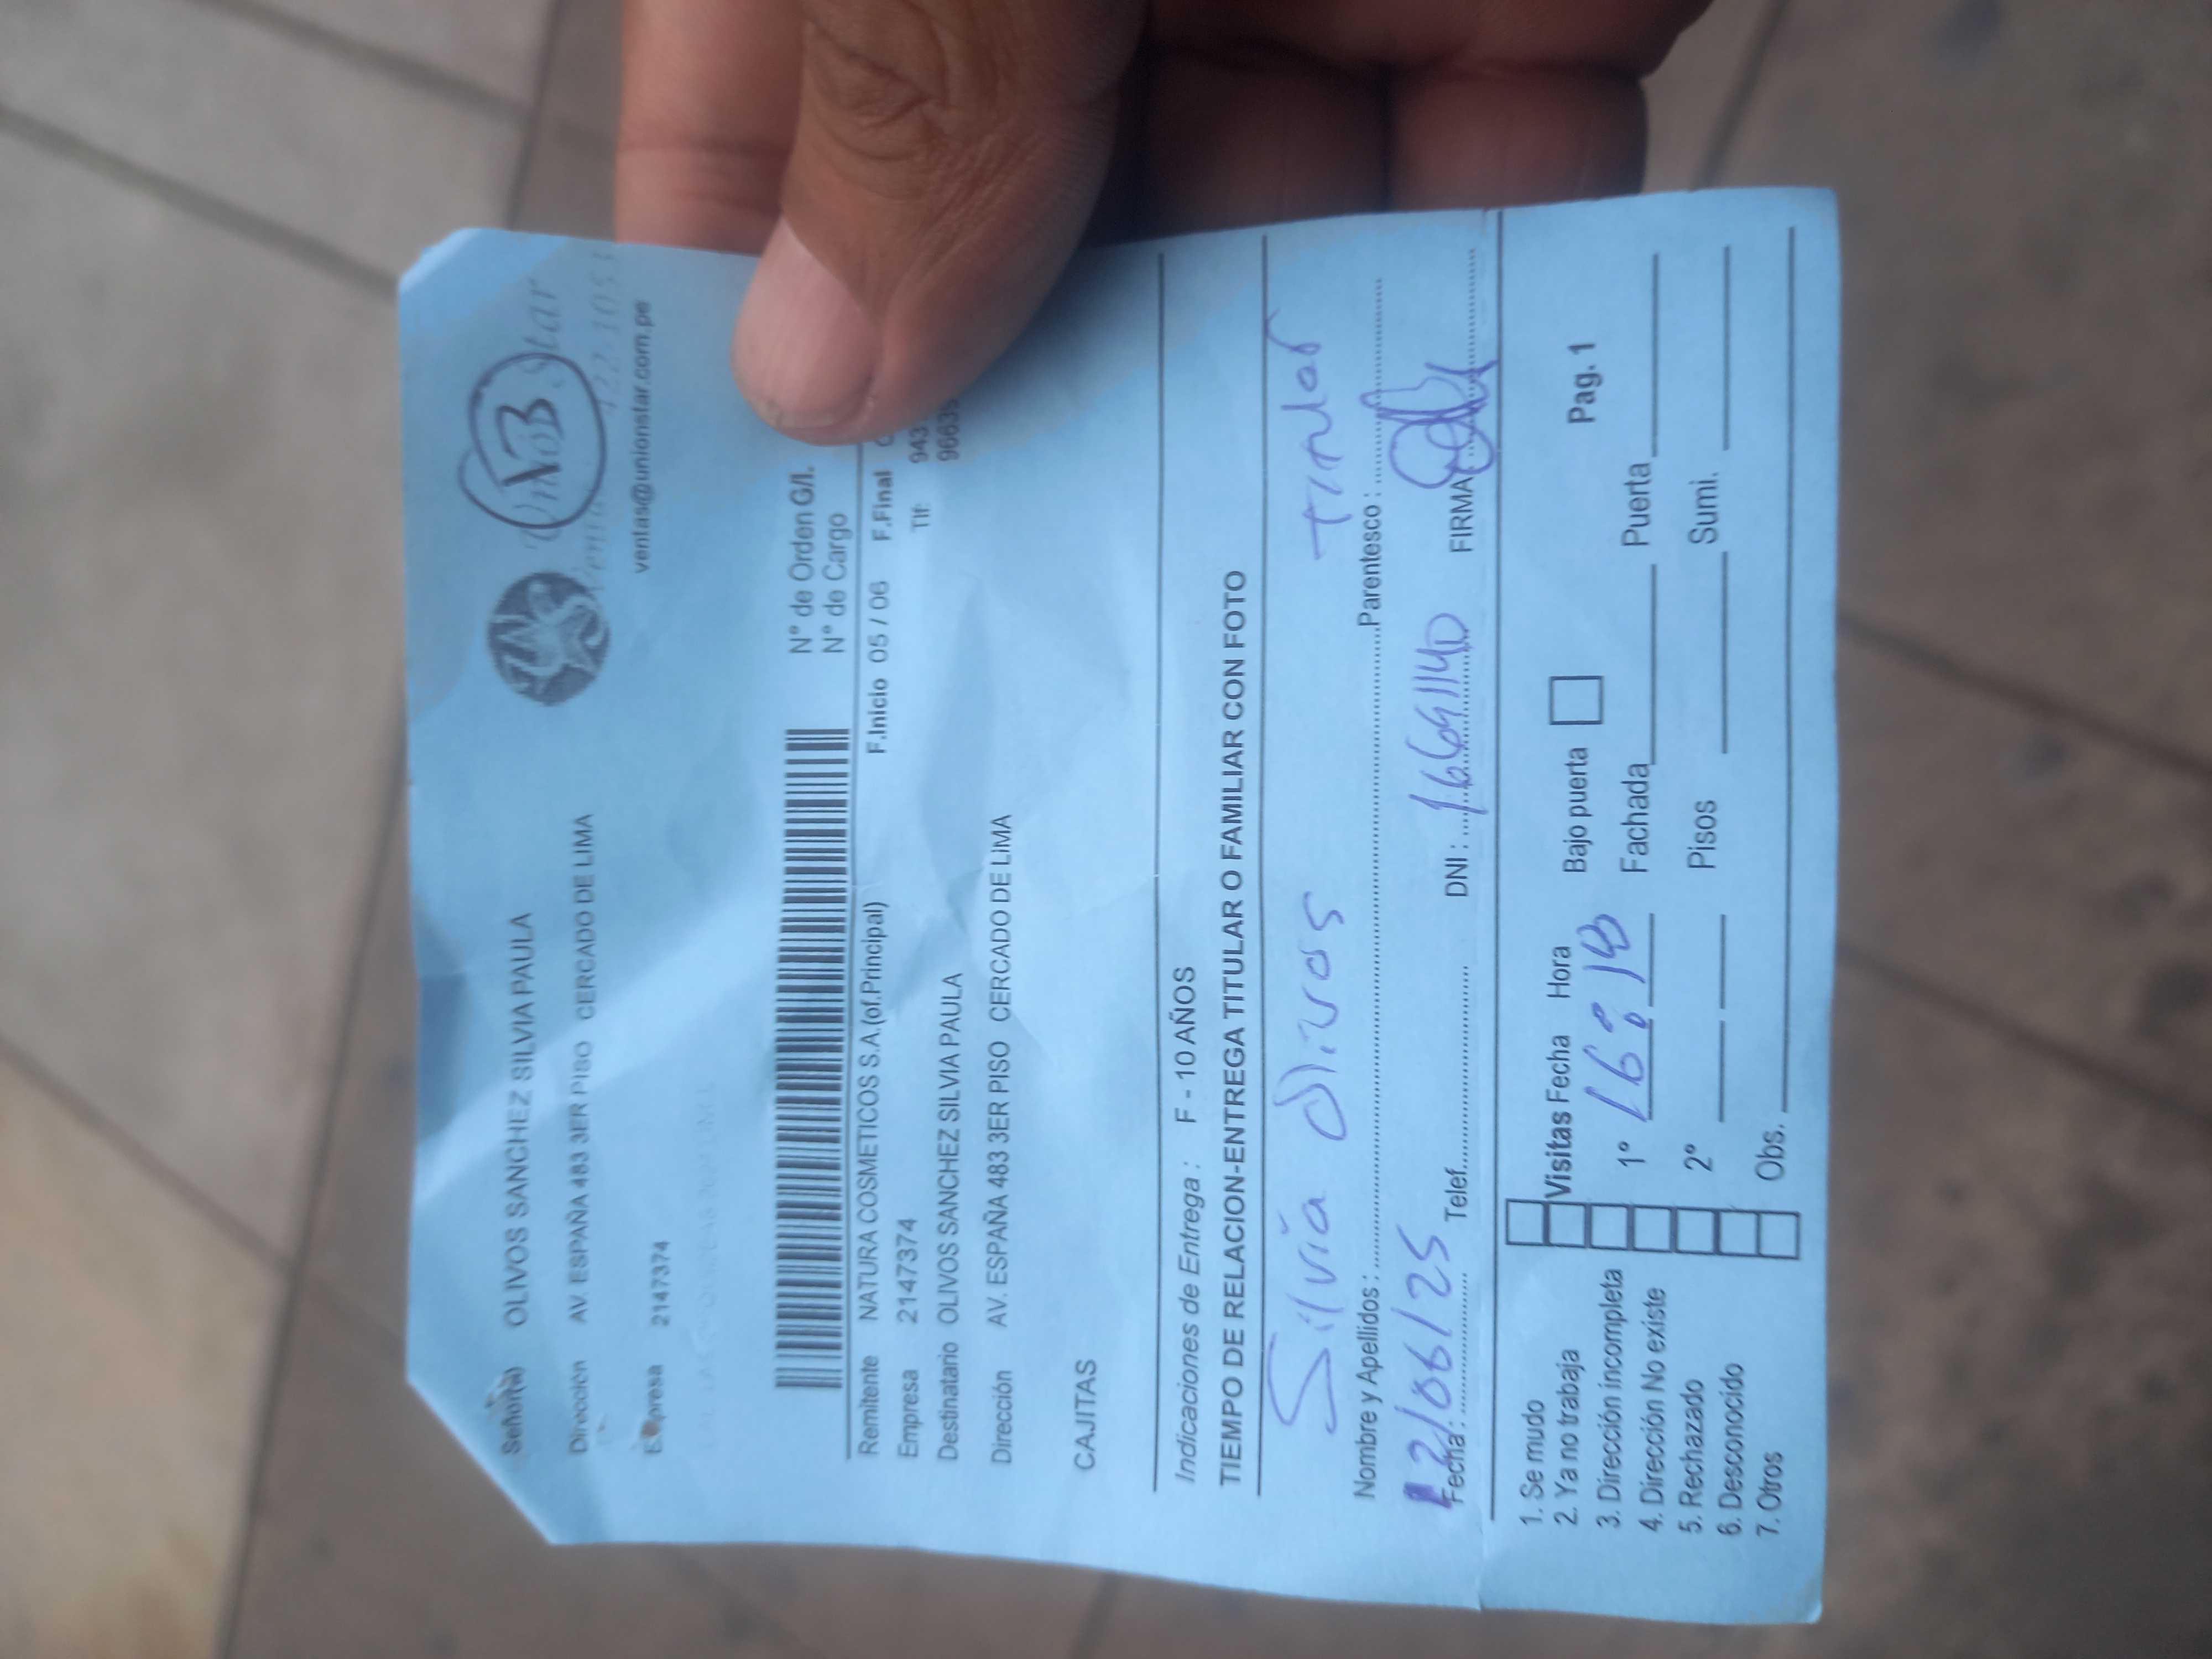 Señor(a) OLIVOS SANCHEZ SILVIA PAULA
Dirección AV. ESPAÑA 483 3ER PISO CERCADO DE LIMA
Empresa 2147374
Star
ventas@unionstar.com.pe
N° de Orden G/I.
N° de Cargo
Remitente NATURA COSMETICOS S.A.(of.Principal) F.Inicio 05 / 06 F.Final
Empresa 2147374 Tlf:
Destinatario OLIVOS SANCHEZ SILVIA PAULA
Dirección AV. ESPAÑA 483 3ER PISO CERCADO DE LIMA
CAJITAS
Indicaciones de Entrega : F - 10 AÑOS
TIEMPO DE RELACION-ENTREGA TITULAR O FAMILIAR CON FOTO
Silvia Olivos
Nombre y Apellidos : Parentesco :
12/06/25 16691140
Fecha : Telef. DNI : FIRMA
1. Se mudo
2. Ya no trabaja
3. Dirección incompleta
4. Dirección No existe
5. Rechazado
6. Desconocido
7. Otros
Visitas Fecha Hora Bajo puerta Pag. 1
1° Fachada Puerta
2° Pisos Sumi.
Obs.